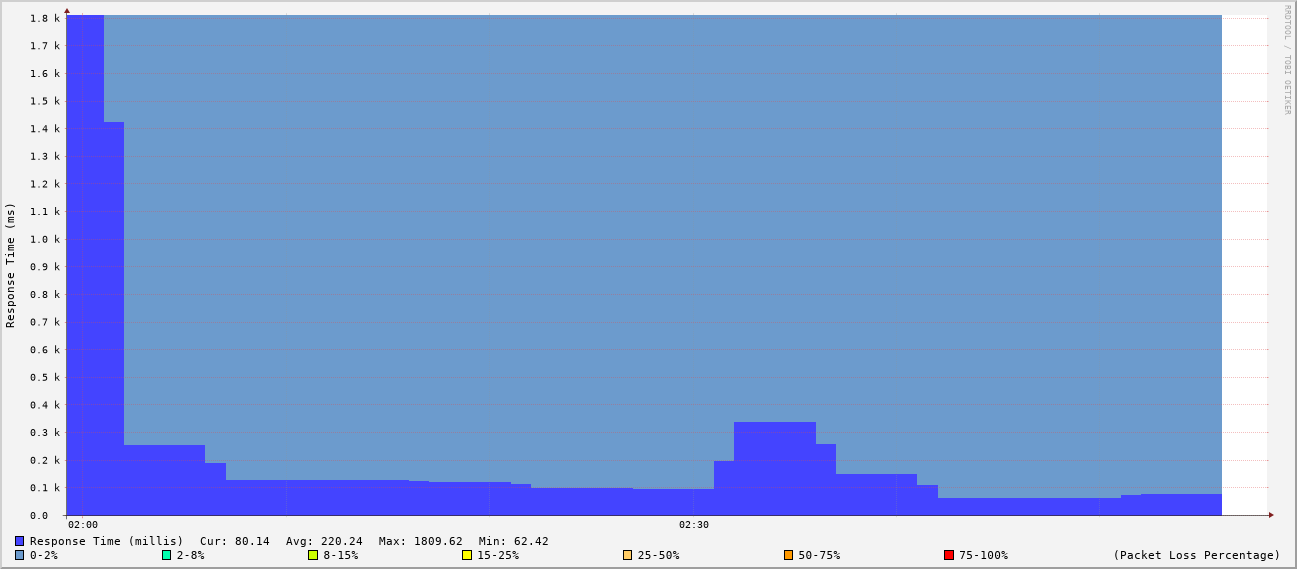 RRDTOOL / TOBI OETIKER
Response Time (ms)
1.8 k
1.7 k
1.6 k
1.5 k
1.4 k
1.3 k
1.2 k
1.1 k
1.0 k
0.9 k
0.8 k
0.7 k
0.6 k
0.5 k
0.4 k
0.3 k
0.2 k
0.1 k
0.0
02:00 02:30
Response Time (millis) Cur: 80.14 Avg: 220.24 Max: 1809.62 Min: 62.42
0-2% 2-8% 8-15% 15-25% 25-50% 50-75% 75-100% (Packet Loss Percentage)